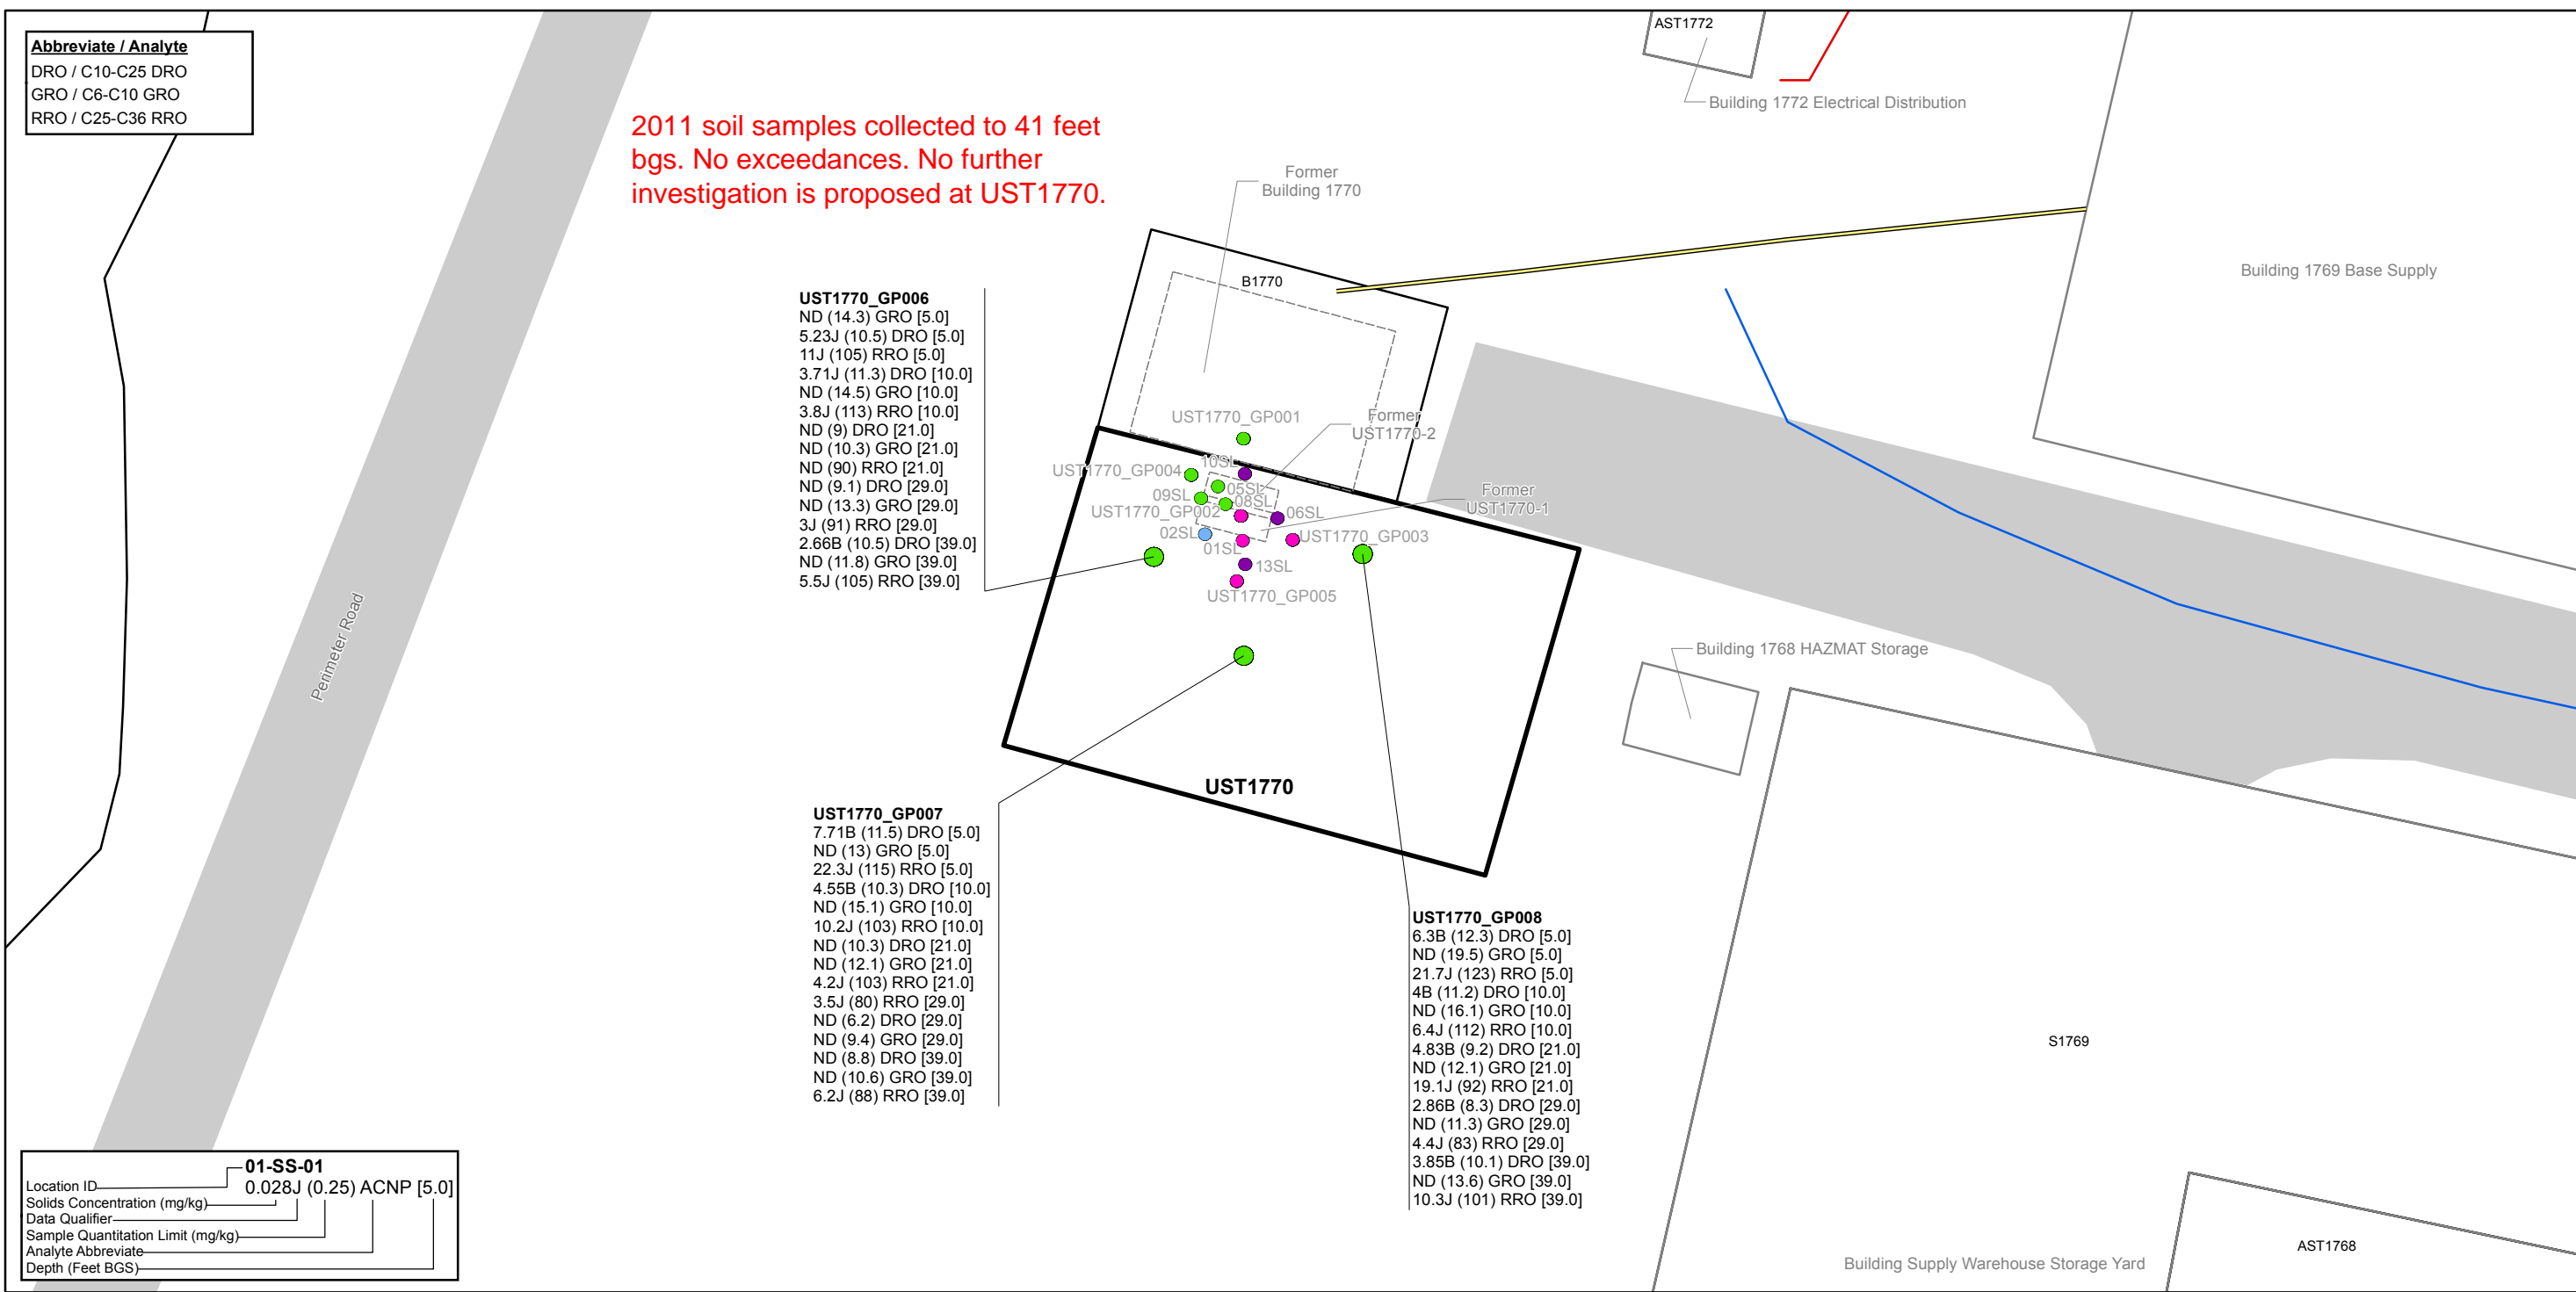 Abbreviate / Analyte
DRO / C10-C25 DRO
GRO / C6-C10 GRO
RRO / C25-C36 RRO
2011 soil samples collected to 41 feet
bgs. No exceedances. No further
investigation is proposed at UST1770.
AST1772
Building 1772 Electrical Distribution
Former
Building 1770
B1770
Building 1769 Base Supply
UST1770_GP006
ND (14.3) GRO [5.0]
5.23J (10.5) DRO [5.0]
11J (105) RRO [5.0]
3.71J (11.3) DRO [10.0]
ND (14.5) GRO [10.0]
3.8J (113) RRO [10.0]
ND (9) DRO [21.0]
ND (10.3) GRO [21.0]
ND (90) RRO [21.0]
ND (9.1) DRO [29.0]
ND (13.3) GRO [29.0]
3J (91) RRO [29.0]
2.66B (10.5) DRO [39.0]
ND (11.8) GRO [39.0]
5.5J (105) RRO [39.0]
UST1770_GP001
Former
UST1770-2
10SL
UST1770_GP004
05SL
09SL
08SL
UST1770_GP002
06SL
Former
UST1770-1
02SL
01SL
UST1770_GP003
13SL
UST1770_GP005
Perimeter Road
Building 1768 HAZMAT Storage
UST1770
UST1770_GP007
7.71B (11.5) DRO [5.0]
ND (13) GRO [5.0]
22.3J (115) RRO [5.0]
4.55B (10.3) DRO [10.0]
ND (15.1) GRO [10.0]
10.2J (103) RRO [10.0]
ND (10.3) DRO [21.0]
ND (12.1) GRO [21.0]
4.2J (103) RRO [21.0]
3.5J (80) RRO [29.0]
ND (6.2) DRO [29.0]
ND (9.4) GRO [29.0]
ND (8.8) DRO [39.0]
ND (10.6) GRO [39.0]
6.2J (88) RRO [39.0]
UST1770_GP008
6.3B (12.3) DRO [5.0]
ND (19.5) GRO [5.0]
21.7J (123) RRO [5.0]
4B (11.2) DRO [10.0]
ND (16.1) GRO [10.0]
6.4J (112) RRO [10.0]
4.83B (9.2) DRO [21.0]
ND (12.1) GRO [21.0]
19.1J (92) RRO [21.0]
2.86B (8.3) DRO [29.0]
ND (11.3) GRO [29.0]
4.4J (83) RRO [29.0]
3.85B (10.1) DRO [39.0]
ND (13.6) GRO [39.0]
10.3J (101) RRO [39.0]
S1769
AST1768
Building Supply Warehouse Storage Yard
01-SS-01
0.028J (0.25) ACNP [5.0]
Location ID
Solids Concentration (mg/kg)
Data Qualifier
Sample Quantitation Limit (mg/kg)
Analyte Abbreviate
Depth (Feet BGS)